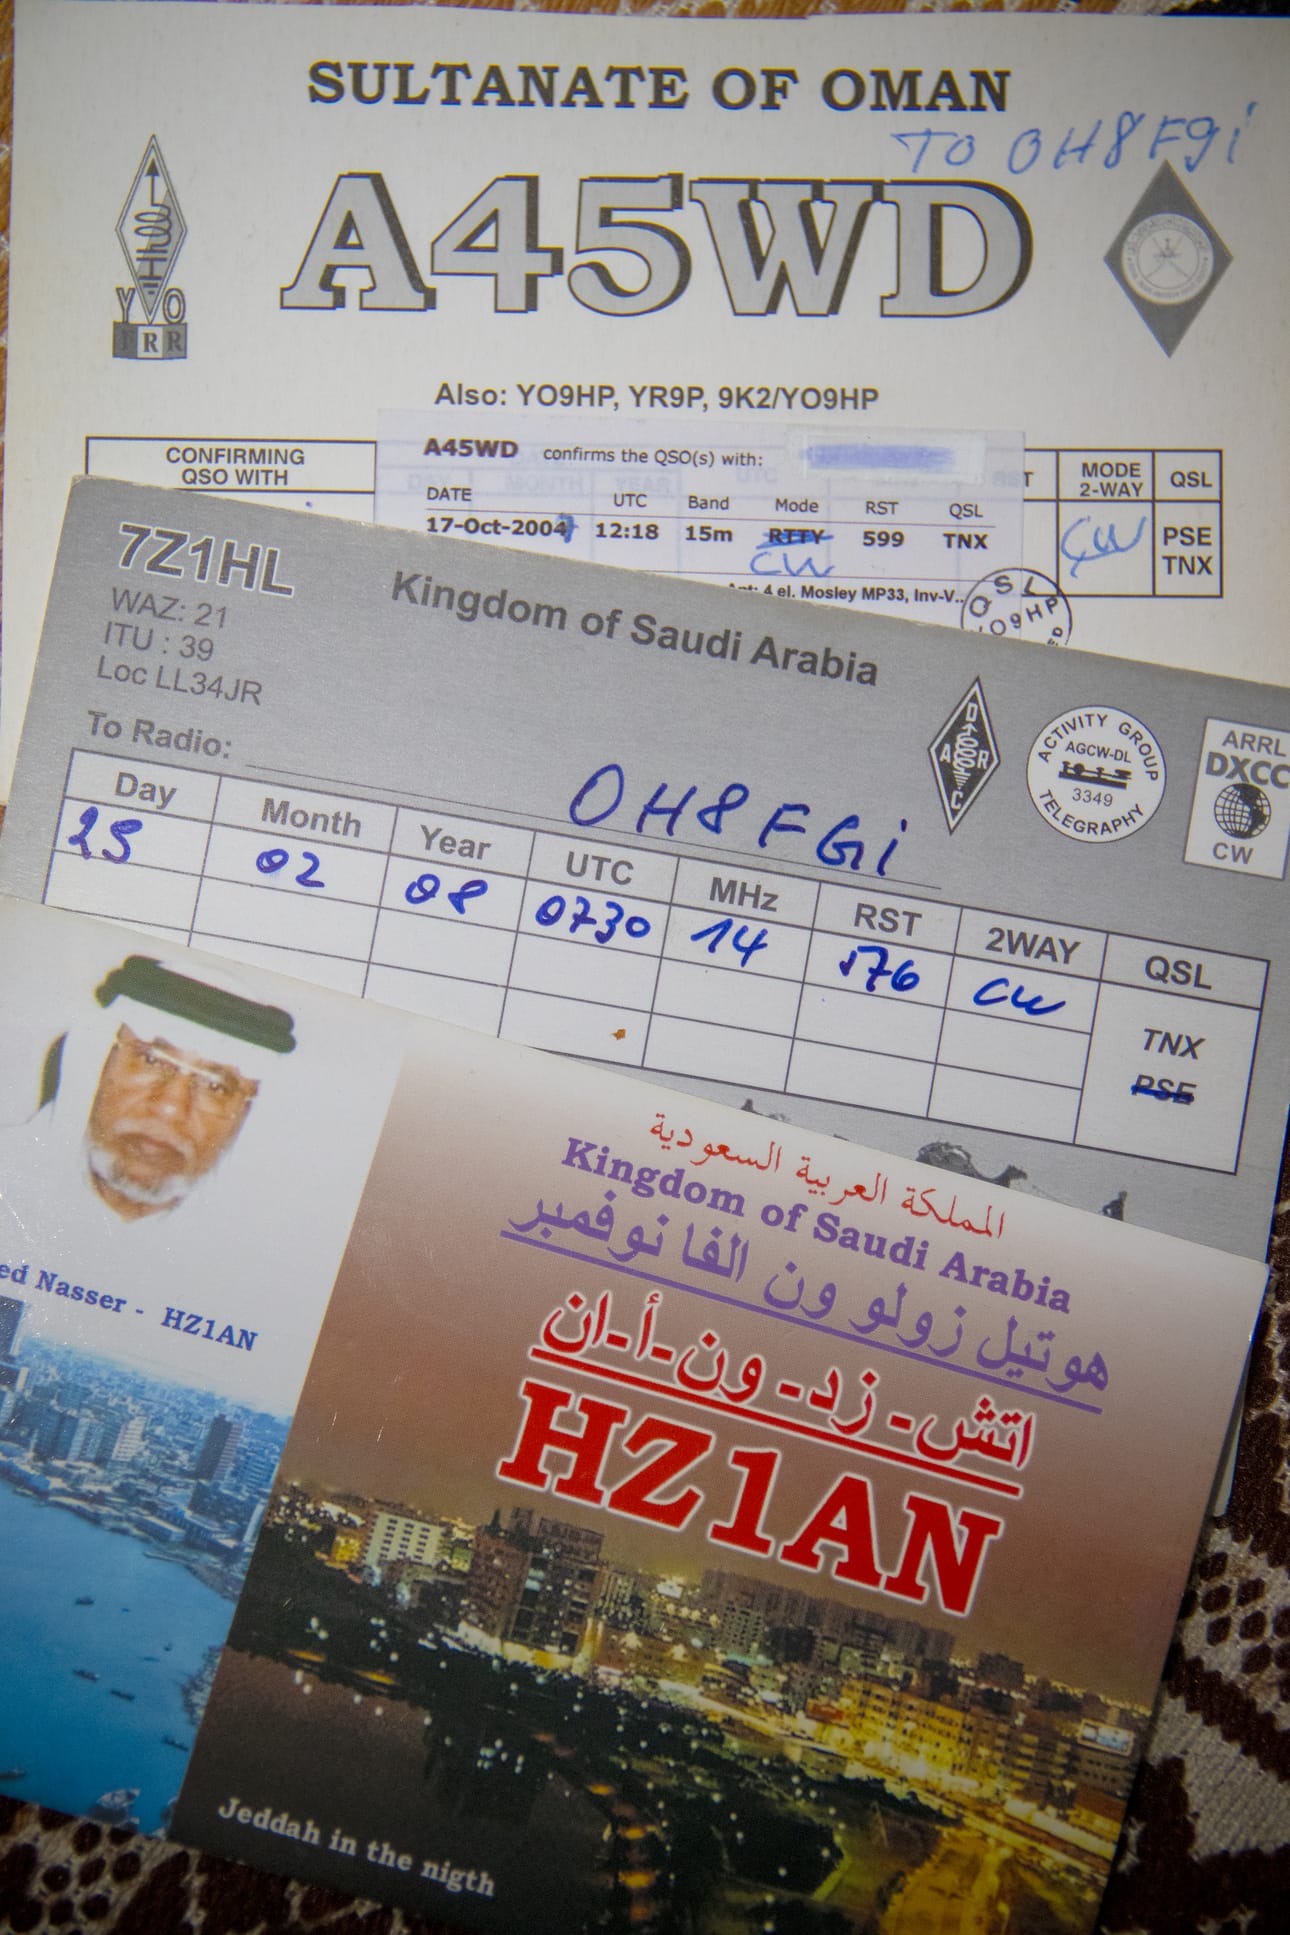 SULTANATE OF OMAN
TO OH8FGi
A45WD
YO
FRR
Also: YO9HP, YR9P, 9K2/YO9HP
CONFIRMING
QSO WITH
MODE
2-WAY
QSL
CW
PSE
TNX
A45WD confirms the QSO(s) with:
DATE UTC Band Mode RST QSL
17-Oct-2004 12:18 15m RTTY 599 TNX
CW
4 el. Mosley MP33, Inv-V..
QSL
YO9HP
7Z1HL
WAZ: 21
ITU : 39
Loc LL34JR
Kingdom of Saudi Arabia
DARC
ACTIVITY GROUP
AGCW-DL
3349
TELEGRAPHY
ARRL
DXCC
CW
To Radio: OH8FGi
Day Month Year UTC MHz RST 2WAY QSL
25 02 08 0730 14 CW
TNX
PSE
ed Nasser - HZ1AN
المملكة العربية السعودية
Kingdom of Saudi Arabia
هوتيل زولو ون الفا نوفمبر
اتش - زد - ون - أ - ان
HZ1AN
Jeddah in the nigth